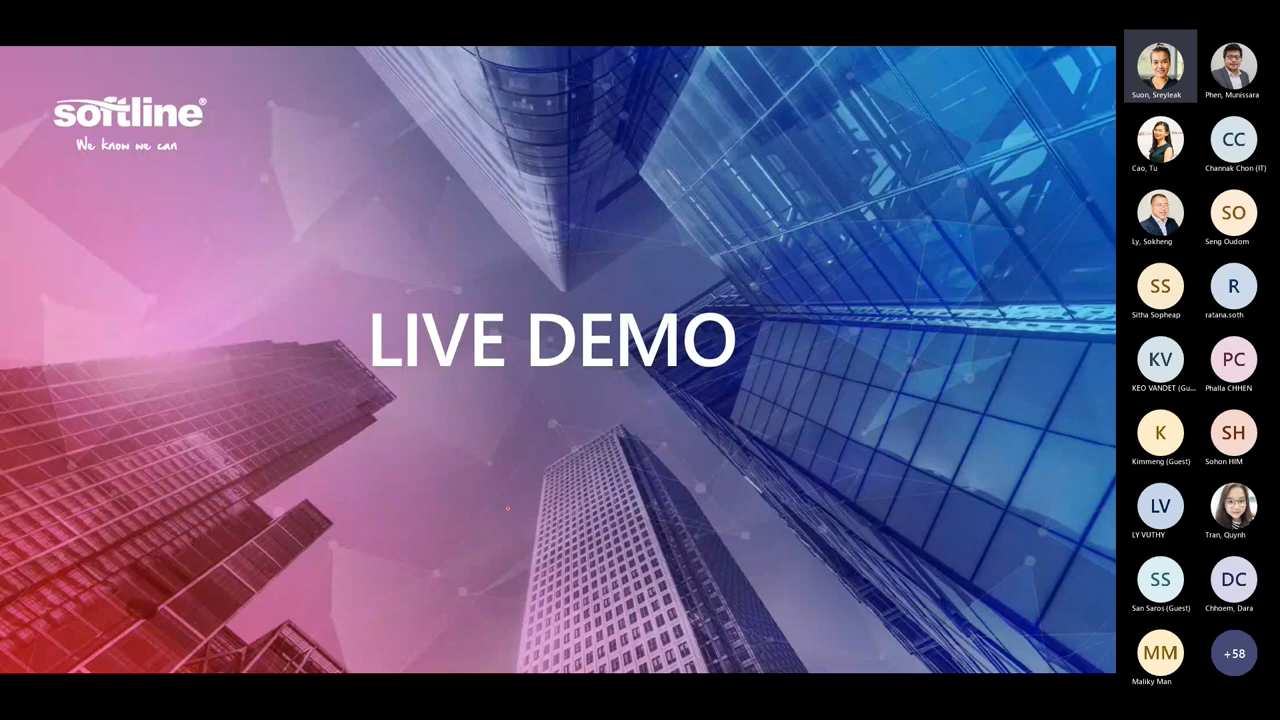 softline®
We know we can
LIVE DEMO
Suon, Sreyleak
Phen, Munissara
Cao, Tu
CC
Channak Chon (IT)
Ly, Sokheng
SO
Seng Oudom
SS
Sitha Sopheap
R
ratana.soth
KV
KEO VANDET (Gu...
PC
Phalla CHHEN
K
Kimmeng (Guest)
SH
Sohon HIM
LV
LY VUTHY
Tran, Quynh
SS
San Saros (Guest)
DC
Chhoem, Dara
MM
Maliky Man
+58